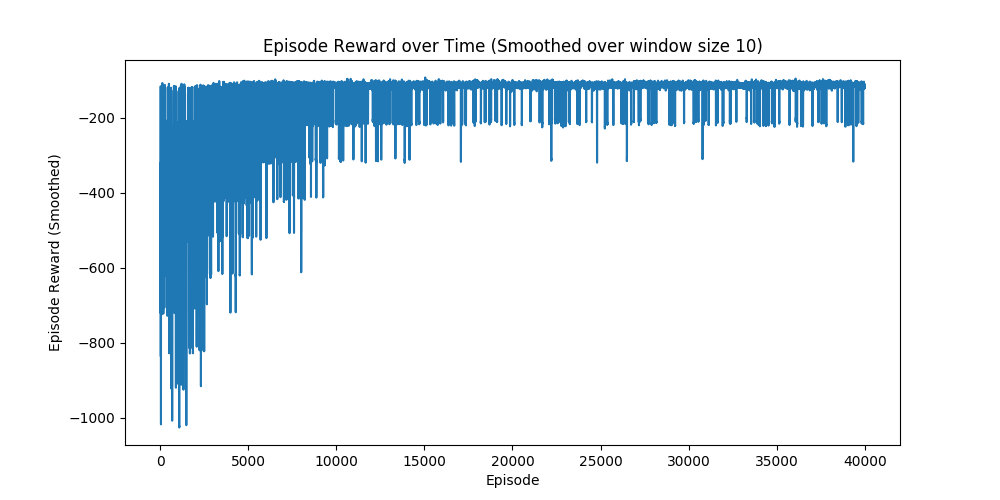 Episode Reward over Time (Smoothed over window size 10)
−200
−400
−600
−800
−1000
Episode Reward (Smoothed)
0 5000 10000 15000 20000 25000 30000 35000 40000
Episode